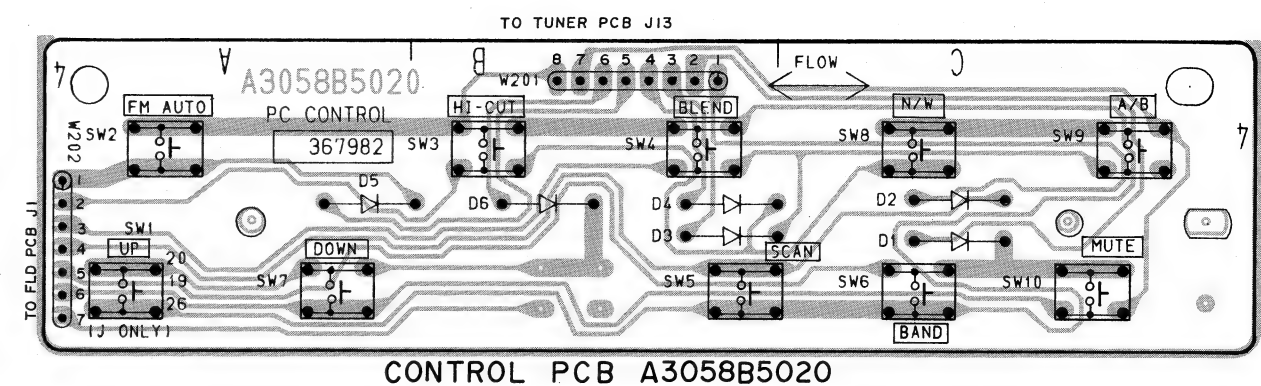 TO TUNER PCB J13
A B C
4
A3058B5020
8 7 6 5 4 3 2 1
W201
FLOW
FM AUTO
HI-CUT
BLEND
N/W
A/B
PC CONTROL
367982
SW2
SW3
SW4
SW8
SW9
4
W202
1
2
3
4
5
6
7
TO FLD PCB J1
D5
D6
D4
D3
D2
D1
SW1
UP
20
19
26
(J ONLY)
SW7
DOWN
SW5
SCAN
SW6
BAND
SW10
MUTE
CONTROL PCB A3058B5020